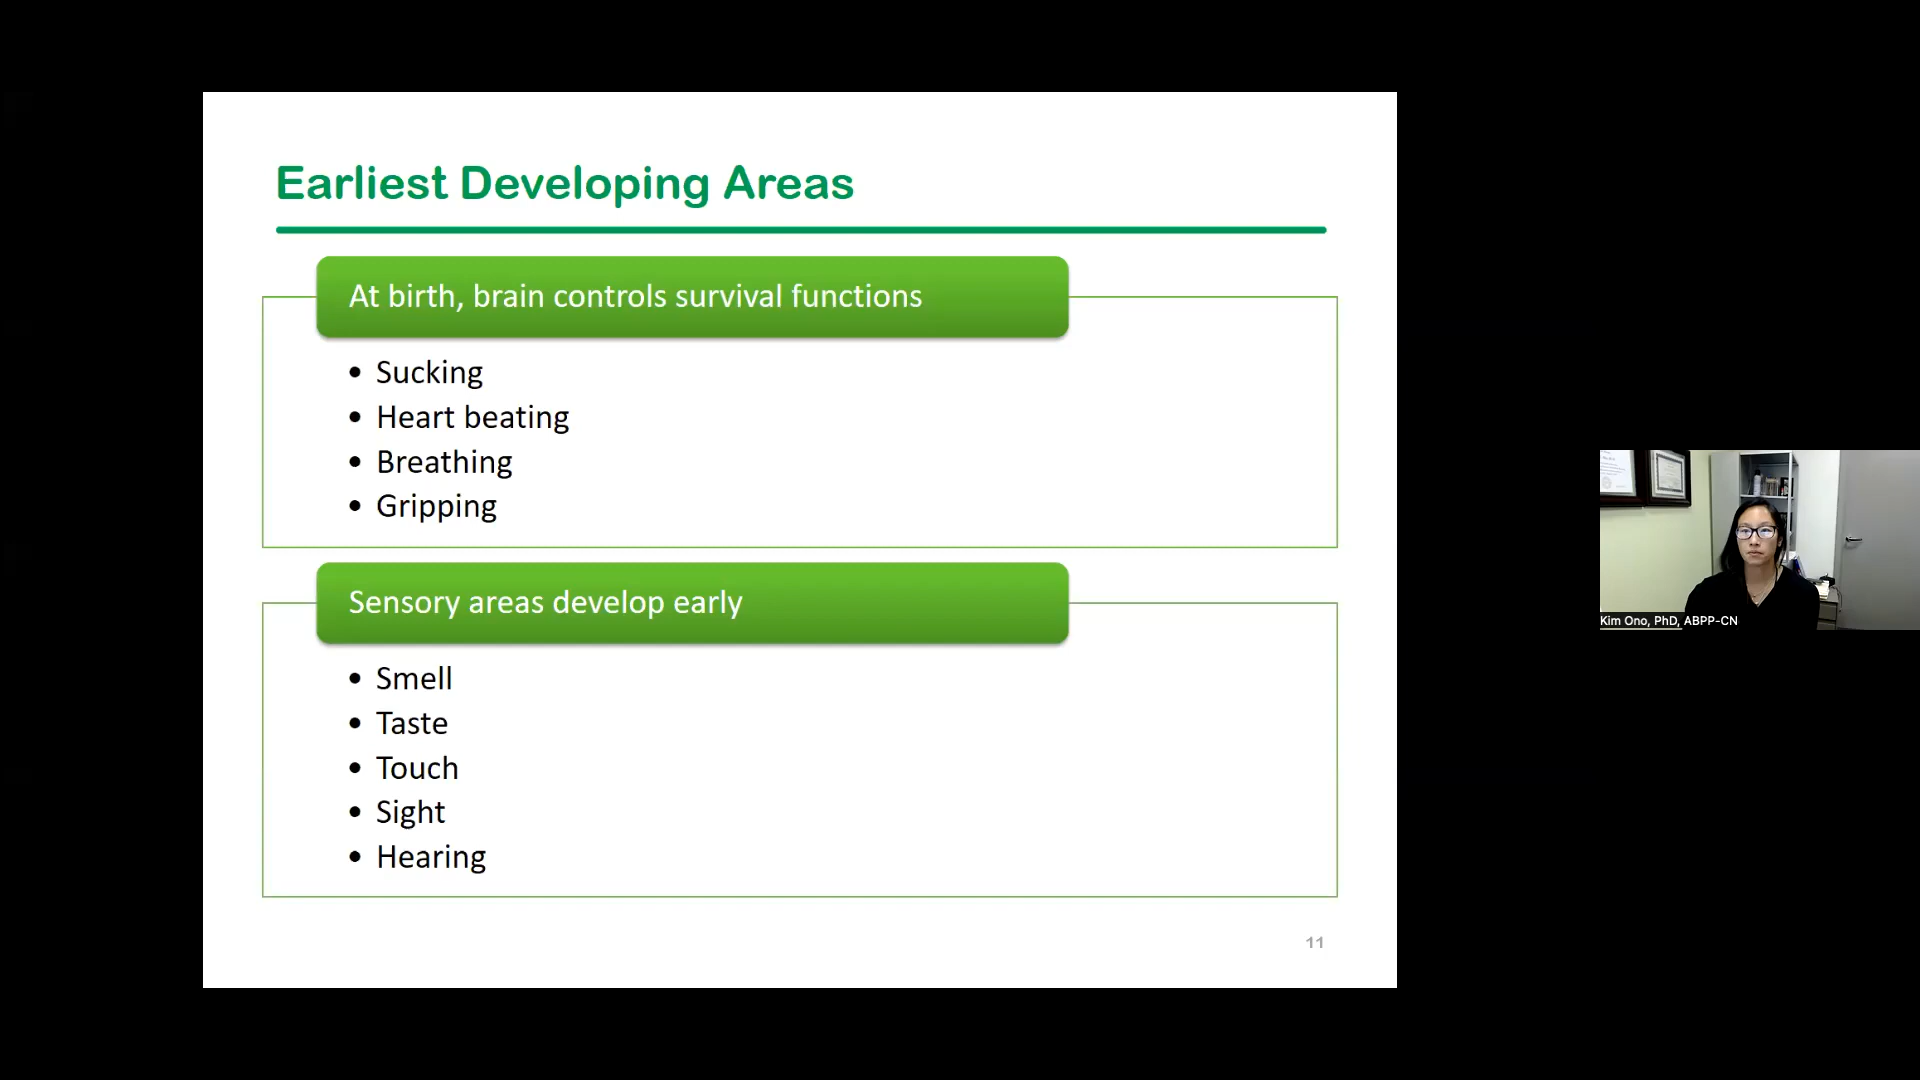 Earliest Developing Areas
At birth, brain controls survival functions
• Sucking
• Heart beating
• Breathing
• Gripping
Sensory areas develop early
• Smell
• Taste
• Touch
• Sight
• Hearing
11
Kim Ono, PhD, ABPP-CN